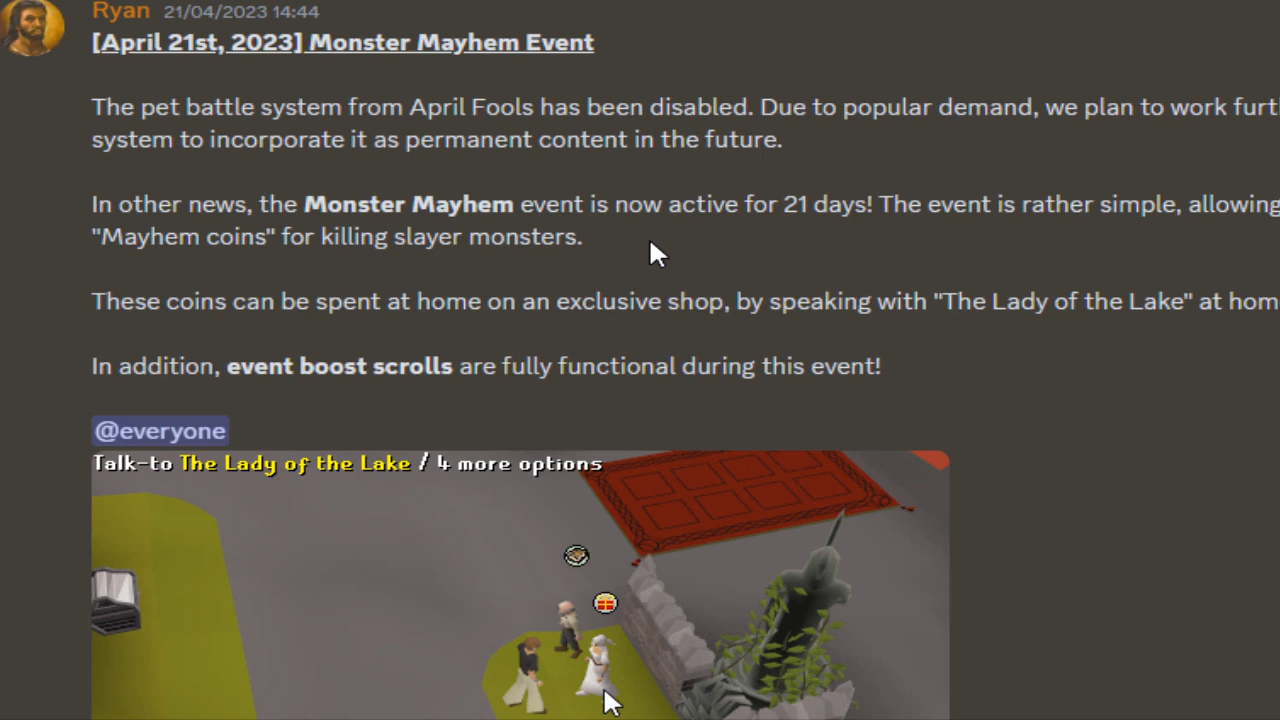 Ryan 21/04/2023 14:44
[April 21st, 2023] Monster Mayhem Event
The pet battle system from April Fools has been disabled. Due to popular demand, we plan to work
system to incorporate it as permanent content in the future.
In other news, the Monster Mayhem event is now active for 21 days! The event is rather simple, allowing
"Mayhem coins" for killing slayer monsters.
These coins can be spent at home on an exclusive shop, by speaking with "The Lady of the Lake" at
In addition, event boost scrolls are fully functional during this event!
@everyone
Talk-to The Lady of the Lake / 4 more options